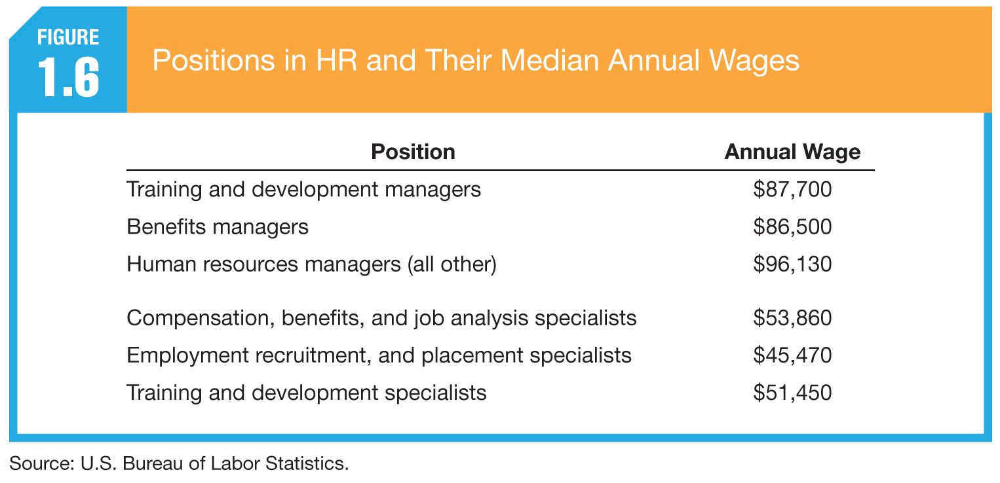 FIGURE
1.6
Positions in HR and Their Median Annual Wages
Position Annual Wage
Training and development managers $87,700
Benefits managers $86,500
Human resources managers (all other) $96,130
Compensation, benefits, and job analysis specialists $53,860
Employment recruitment, and placement specialists $45,470
Training and development specialists $51,450
Source: U.S. Bureau of Labor Statistics.